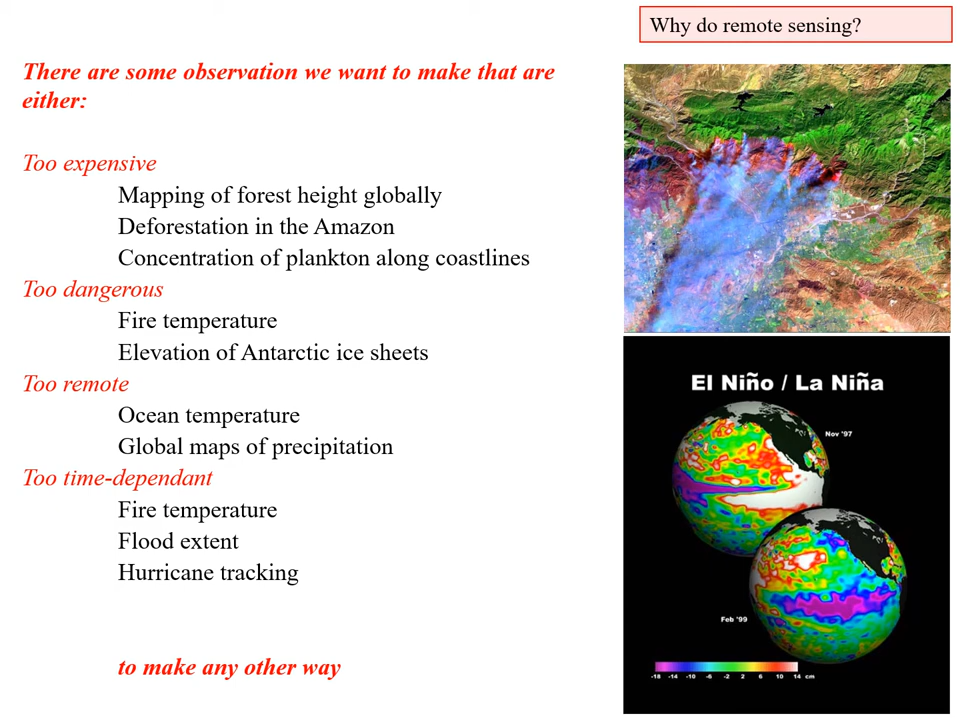 Why do remote sensing?
There are some observation we want to make that are
either:
Too expensive
Mapping of forest height globally
Deforestation in the Amazon
Concentration of plankton along coastlines
Too dangerous
Fire temperature
Elevation of Antarctic ice sheets
Too remote
Ocean temperature
Global maps of precipitation
Too time-dependant
Fire temperature
Flood extent
Hurricane tracking
to make any other way
El Niño / La Niña
Nov '97
Feb '99
-18 -14 -10 -6 -2 2 6 10 14 cm